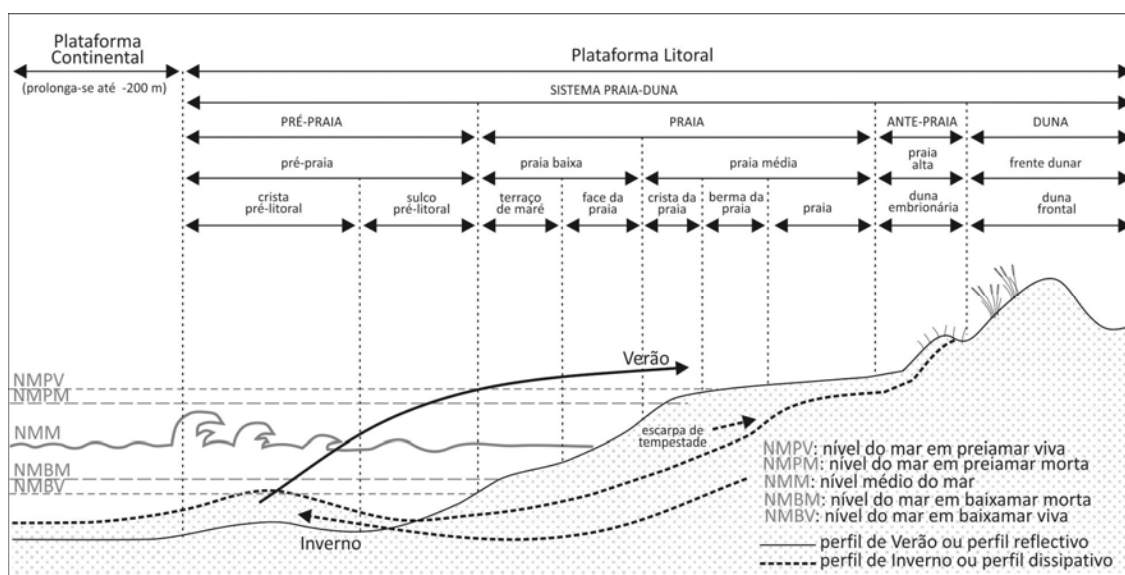 Plataforma
Continental
(prolonga-se até -200 m)
Plataforma Litoral
SISTEMA PRAIA-DUNA
PRÉ-PRAIA
PRAIA
ANTE-PRAIA
DUNA
pré-praia
praia baixa
praia média
praia
alta
frente dunar
crista
pré-litoral
sulco
pré-litoral
terraço
de maré
face da
praia
crista da
praia
berma da
praia
praia
duna
embrionária
duna
frontal
Verão
NMPV
NMPM
NMM
NMBM
NMBV
escarpa de
tempestade
Inverno
NMPV: nível do mar em preiamar viva
NMPM: nível do mar em preiamar morta
NMM: nível médio do mar
NMBM: nível do mar em baixamar morta
NMBV: nível do mar em baixamar viva
perfil de Verão ou perfil reflectivo
perfil de Inverno ou perfil dissipativo